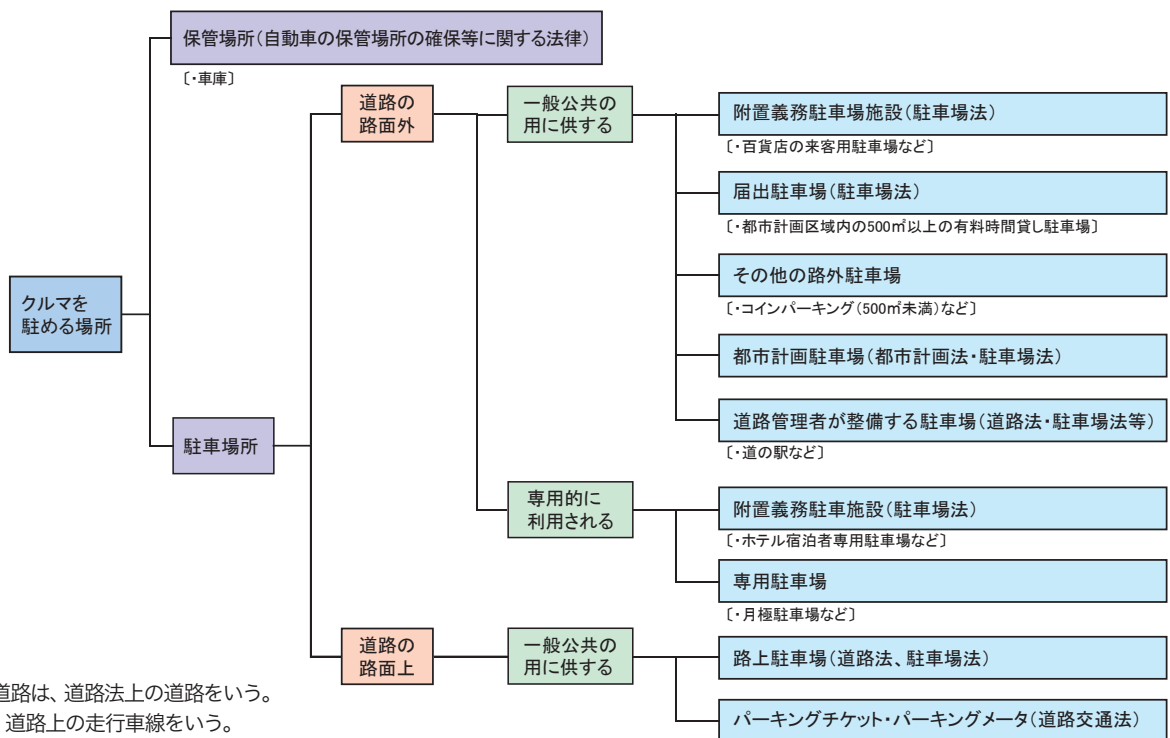 保管場所（自動車の保管場所の確保等に関する法律）
〔・車庫〕
道路の
路面外
一般公共の
用に供する
附置義務駐車場施設（駐車場法）
〔・百貨店の来客用駐車場など〕
届出駐車場（駐車場法）
〔・都市計画区域内の500㎡以上の有料時間貸し駐車場〕
その他の路外駐車場
〔・コインパーキング（500㎡未満）など〕
都市計画駐車場（都市計画法・駐車場法）
道路管理者が整備する駐車場（道路法・駐車場法等）
〔・道の駅など〕
クルマを
駐める場所
駐車場所
専用的に
利用される
附置義務駐車施設（駐車場法）
〔・ホテル宿泊者専用駐車場など〕
専用駐車場
〔・月極駐車場など〕
道路の
路面上
一般公共の
用に供する
路上駐車場（道路法、駐車場法）
パーキングチケット・パーキングメータ（道路交通法）
道路は、道路法上の道路をいう。
道路上の走行車線をいう。